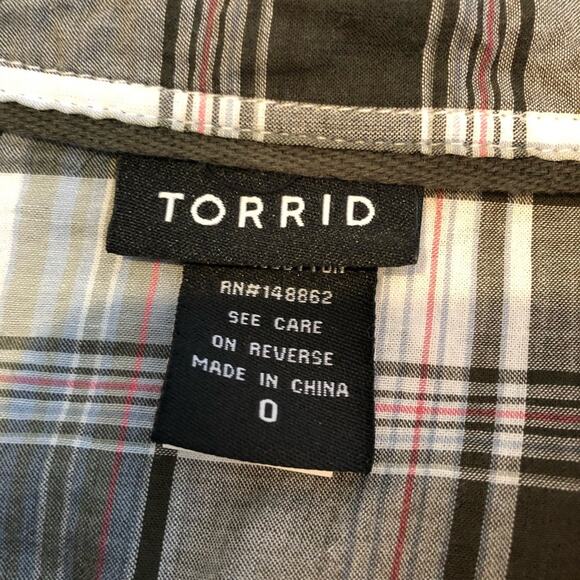 TORRID
RN#148862
SEE CARE
ON REVERSE
MADE IN CHINA
0